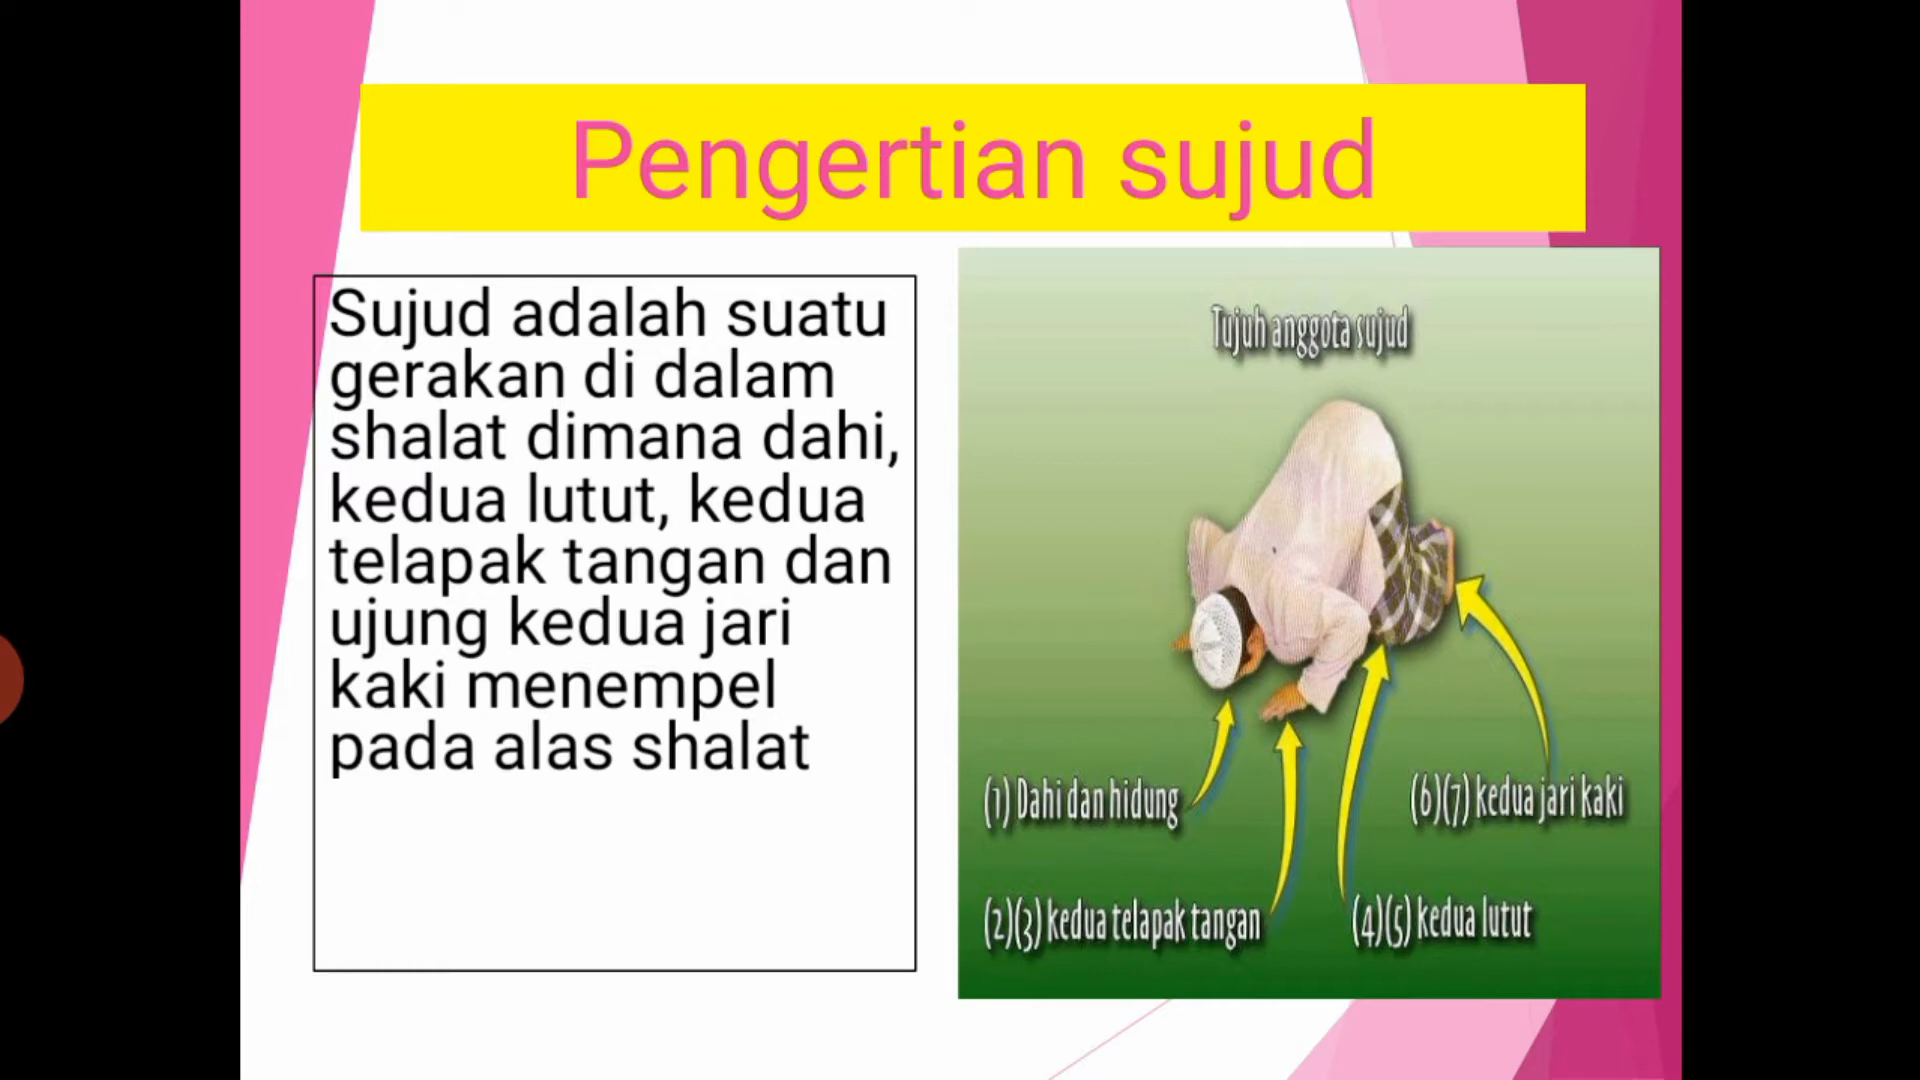 Pengertian sujud
Sujud adalah suatu
gerakan di dalam
shalat dimana dahi,
kedua lutut, kedua
telapak tangan dan
ujung kedua jari
kaki menempel
pada alas shalat
Tujuh anggota sujud
(1) Dahi dan hidung
(6)(7) kedua jari kaki
(2)(3) kedua telapak tangan
(4)(5) kedua lutut